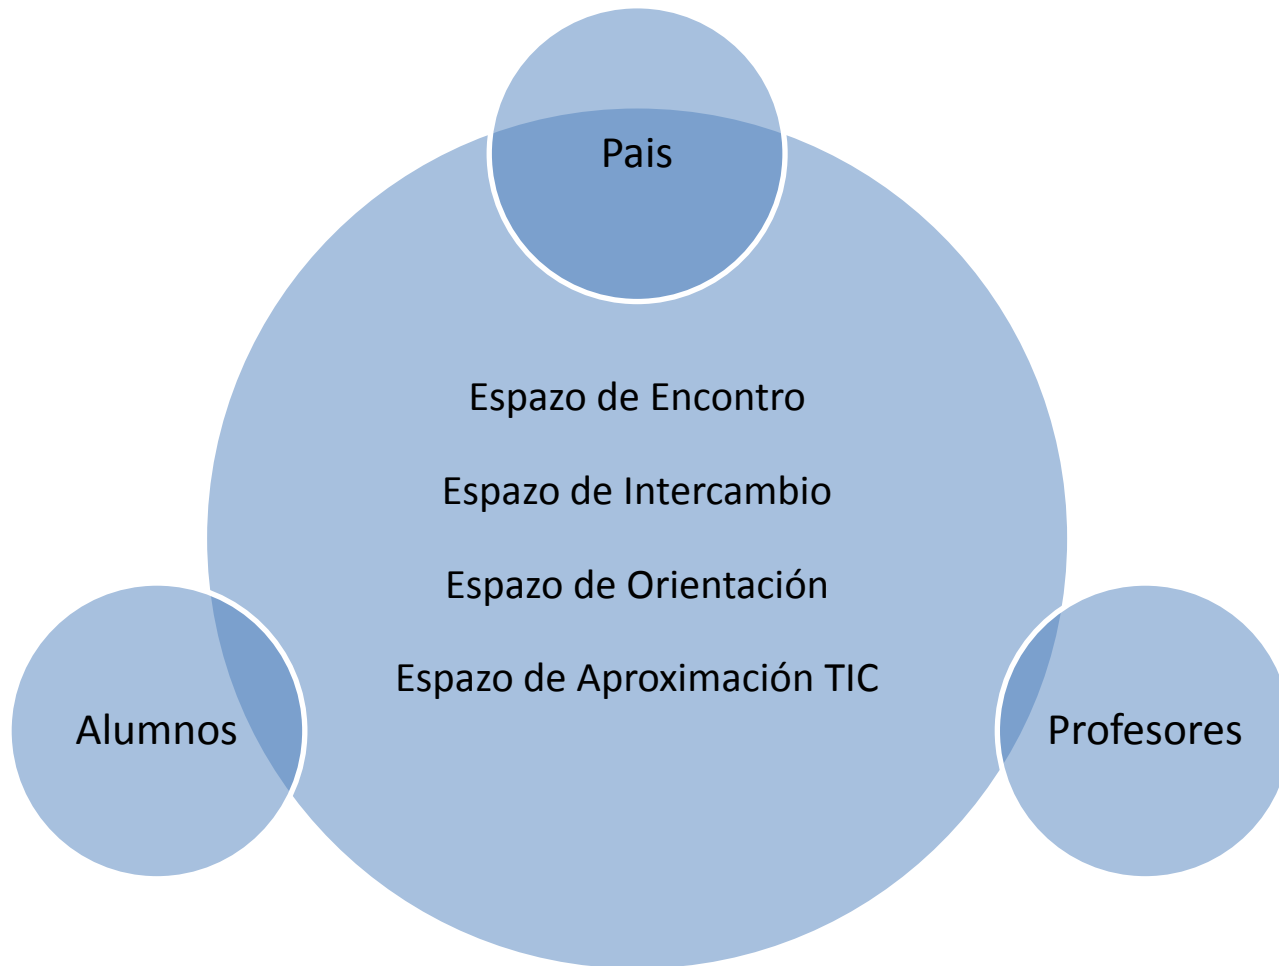 Pais
Espazo de Encontro
Espazo de Intercambio
Espazo de Orientación
Espazo de Aproximación TIC
Alumnos
Profesores